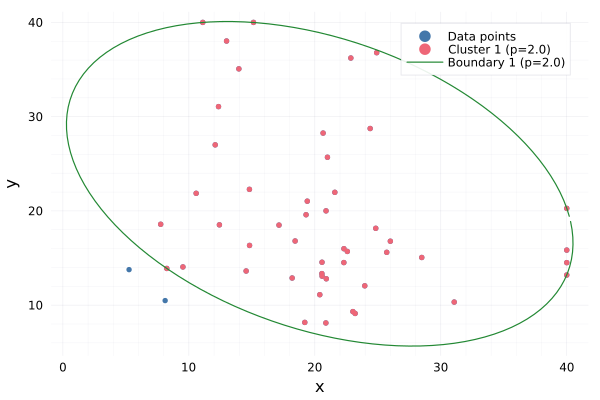 40
Data points
Cluster 1 (p=2.0)
Boundary 1 (p=2.0)
30
y
20
10
0 10 20 30 40
x